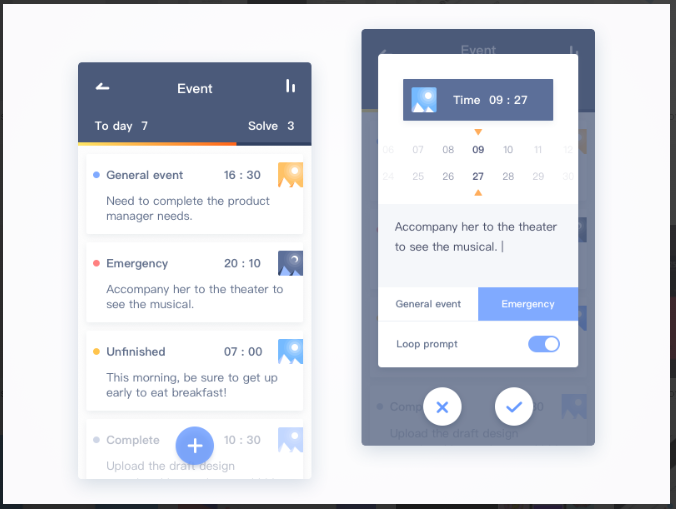 Event
To day 7
Solve 3
General event 16 : 30
Need to complete the product
manager needs.
Emergency 20 : 10
Accompany her to the theater to
see the musical.
Unfinished 07 : 00
This morning, be sure to get up
early to eat breakfast!
Complete 10 : 30
Upload the draft design
Event
Time 09 : 27
06 07 08 09 10 11 12
24 25 26 27 28 29 30
Accompany her to the theater
to see the musical.
General event
Emergency
Loop prompt
Upload the draft design